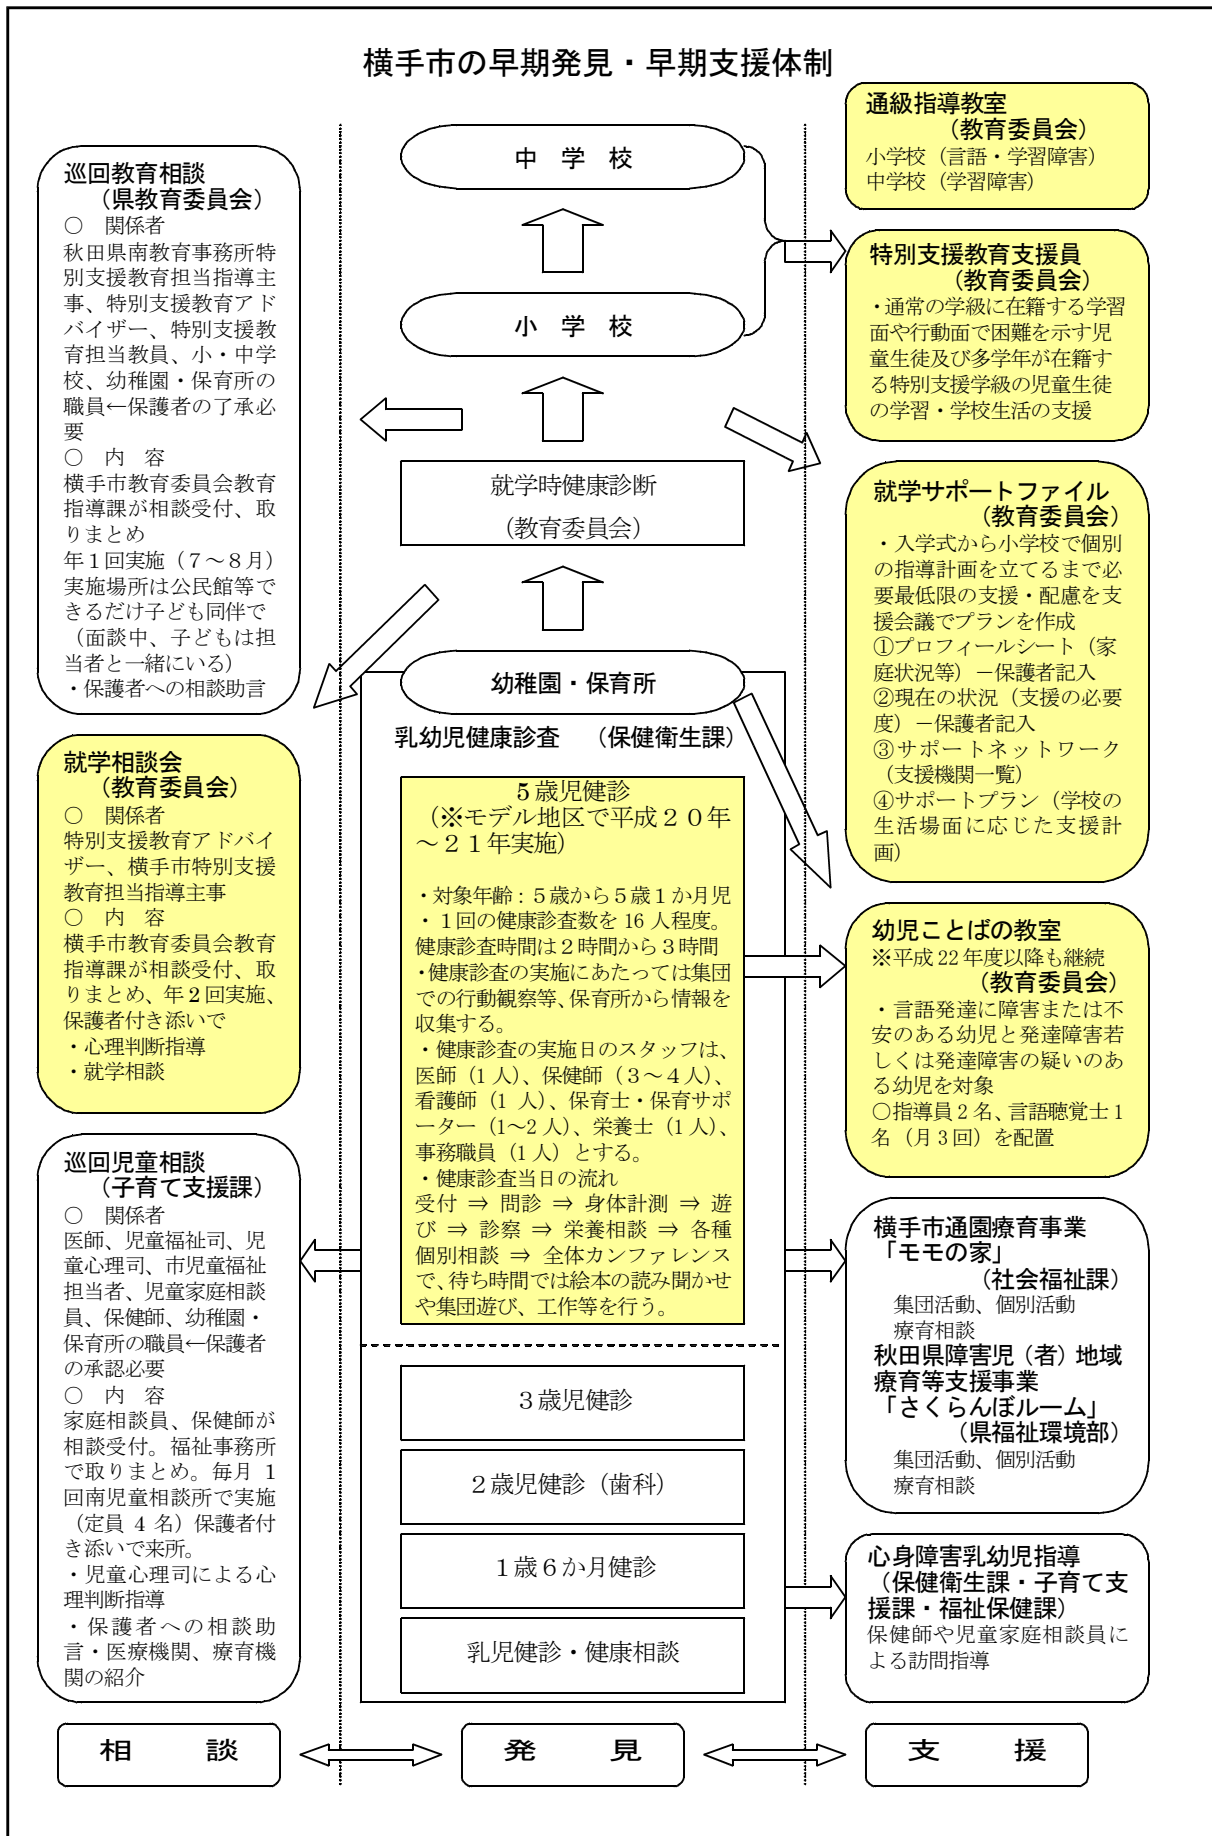 横手市の早期発見・早期支援体制
巡回教育相談
（県教育委員会）
○　関係者
秋田県南教育事務所特
別支援教育担当指導主
事、特別支援教育アド
バイザー、特別支援教
育担当教員、小・中学
校、幼稚園・保育所の
職員←保護者の了承必
要
○　内　容
横手市教育委員会教育
指導課が相談受付、取
りまとめ
年１回実施（７～８月）
実施場所は公民館等で
きるだけ子ども同伴で
（面談中、子どもは担
当者と一緒にいる）
・保護者への相談助言
就学相談会
（教育委員会）
○　関係者
特別支援教育アドバイ
ザー、横手市特別支援
教育担当指導主事
○　内　容
横手市教育委員会教育
指導課が相談受付、取
りまとめ、年２回実施、
保護者付き添いで
・心理判断指導
・就学相談
巡回児童相談
（子育て支援課）
○　関係者
医師、児童福祉司、児
童心理司、市児童福祉
担当者、児童家庭相談
員、保健師、幼稚園・
保育所の職員←保護者
の承認必要
○　内　容
家庭相談員、保健師が
相談受付。福祉事務所
で取りまとめ。毎月 1
回南児童相談所で実施
（定員 4 名）保護者付
き添いで来所。
・児童心理司による心
理判断指導
・保護者への相談助
言・医療機関、療育機
関の紹介
相　談
中　学　校
小　学　校
就学時健康診断
（教育委員会）
幼稚園・保育所
乳幼児健康診査　（保健衛生課）
５歳児健診
（※モデル地区で平成２０年
～２１年実施）
・対象年齢：５歳から５歳１か月児
・１回の健康診査数を 16 人程度。
健康診査時間は２時間から３時間
・健康診査の実施にあたっては集団
での行動観察等、保育所から情報を
収集する。
・健康診査の実施日のスタッフは、
医師（1 人）、保健師（３～４人）、
看護師（1 人）、保育士・保育サポ
ーター（1～2 人）、栄養士（1 人）、
事務職員（1 人）とする。
・健康診査当日の流れ
受付 ⇒ 問診 ⇒ 身体計測 ⇒ 遊
び ⇒ 診察 ⇒ 栄養相談 ⇒ 各種
個別相談 ⇒ 全体カンファレンス
で、待ち時間では絵本の読み聞かせ
や集団遊び、工作等を行う。
３歳児健診
２歳児健診（歯科）
１歳６か月健診
乳児健診・健康相談
発　見
通級指導教室
（教育委員会）
小学校（言語・学習障害）
中学校（学習障害）
特別支援教育支援員
（教育委員会）
・通常の学級に在籍する学習
面や行動面で困難を示す児
童生徒及び多学年が在籍す
る特別支援学級の児童生徒
の学習・学校生活の支援
就学サポートファイル
（教育委員会）
・入学式から小学校で個別
の指導計画を立てるまで必
要最低限の支援・配慮を支
援会議でプランを作成
①プロフィールシート（家
庭状況等）－保護者記入
②現在の状況（支援の必要
度）－保護者記入
③サポートネットワーク
（支援機関一覧）
④サポートプラン（学校の
生活場面に応じた支援計
画）
幼児ことばの教室
※平成 22 年度以降も継続
（教育委員会）
・言語発達に障害または不
安のある幼児と発達障害若
しくは発達障害の疑いのあ
る幼児を対象
○指導員２名、言語聴覚士１
名（月３回）を配置
横手市通園療育事業
「モモの家」
（社会福祉課）
集団活動、個別活動
療育相談
秋田県障害児（者）地域
療育等支援事業
「さくらんぼルーム」
（県福祉環境部）
集団活動、個別活動
療育相談
心身障害乳幼児指導
（保健衛生課・子育て支
援課・福祉保健課）
保健師や児童家庭相談員に
よる訪問指導
支　援